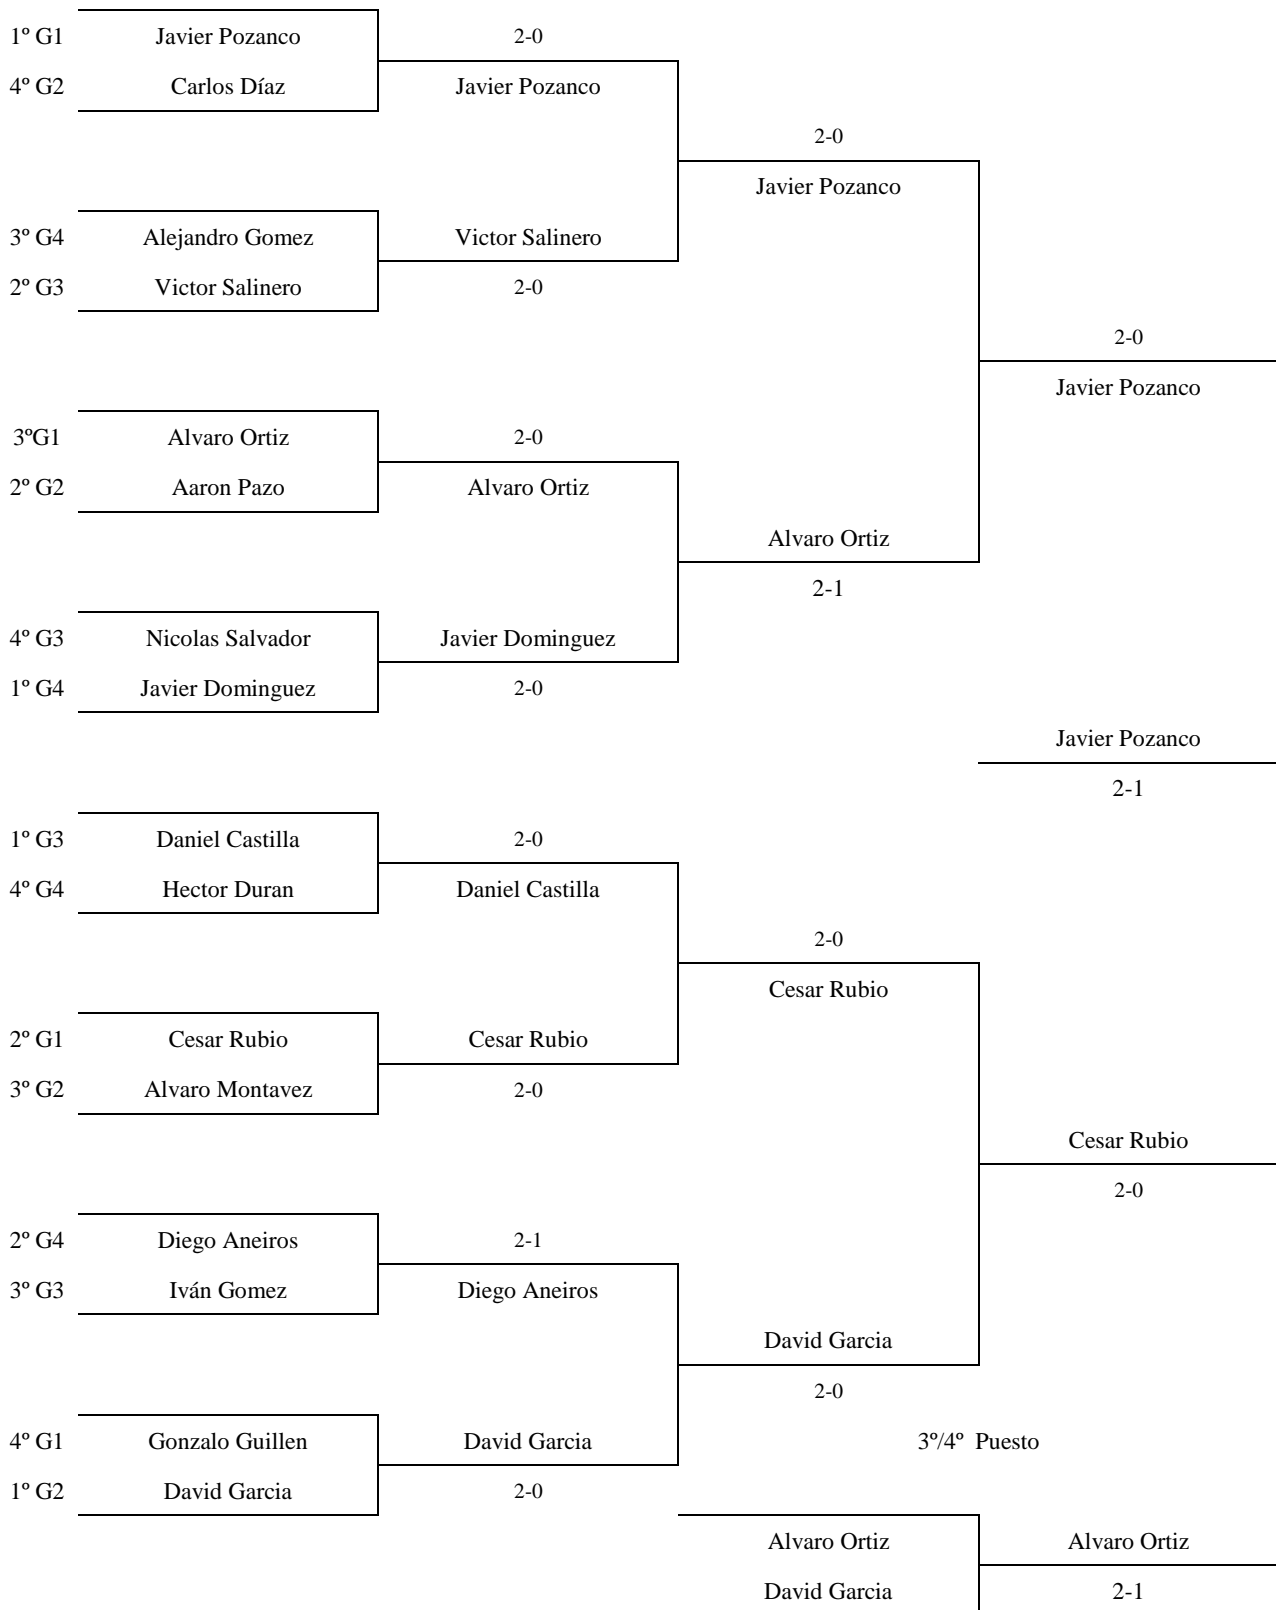 1º G1 Javier Pozanco 2-0
4º G2 Carlos Díaz Javier Pozanco
2-0
Javier Pozanco
3º G4 Alejandro Gomez Victor Salinero
2º G3 Victor Salinero 2-0
2-0
Javier Pozanco
3ºG1 Alvaro Ortiz 2-0
2º G2 Aaron Pazo Alvaro Ortiz
Alvaro Ortiz
2-1
4º G3 Nicolas Salvador Javier Dominguez
1º G4 Javier Dominguez 2-0
Javier Pozanco
2-1
1º G3 Daniel Castilla 2-0
4º G4 Hector Duran Daniel Castilla
2-0
Cesar Rubio
2º G1 Cesar Rubio Cesar Rubio
3º G2 Alvaro Montavez 2-0
Cesar Rubio
2-0
2º G4 Diego Aneiros 2-1
3º G3 Iván Gomez Diego Aneiros
David Garcia
2-0
4º G1 Gonzalo Guillen David Garcia 3º/4º Puesto
1º G2 David Garcia 2-0
Alvaro Ortiz Alvaro Ortiz
David Garcia 2-1